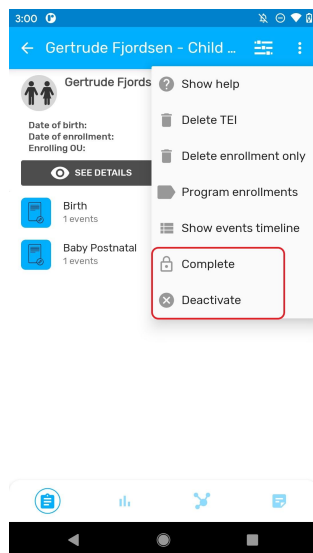 3:00
Gertrude Fjordsen - Child ...
Gertrude Fjords
Date of birth:
Date of enrollment:
Enrolling OU:
SEE DETAILS
Birth
1 events
Baby Postnatal
1 events
Show help
Delete TEI
Delete enrollment only
Program enrollments
Show events timeline
Complete
Deactivate